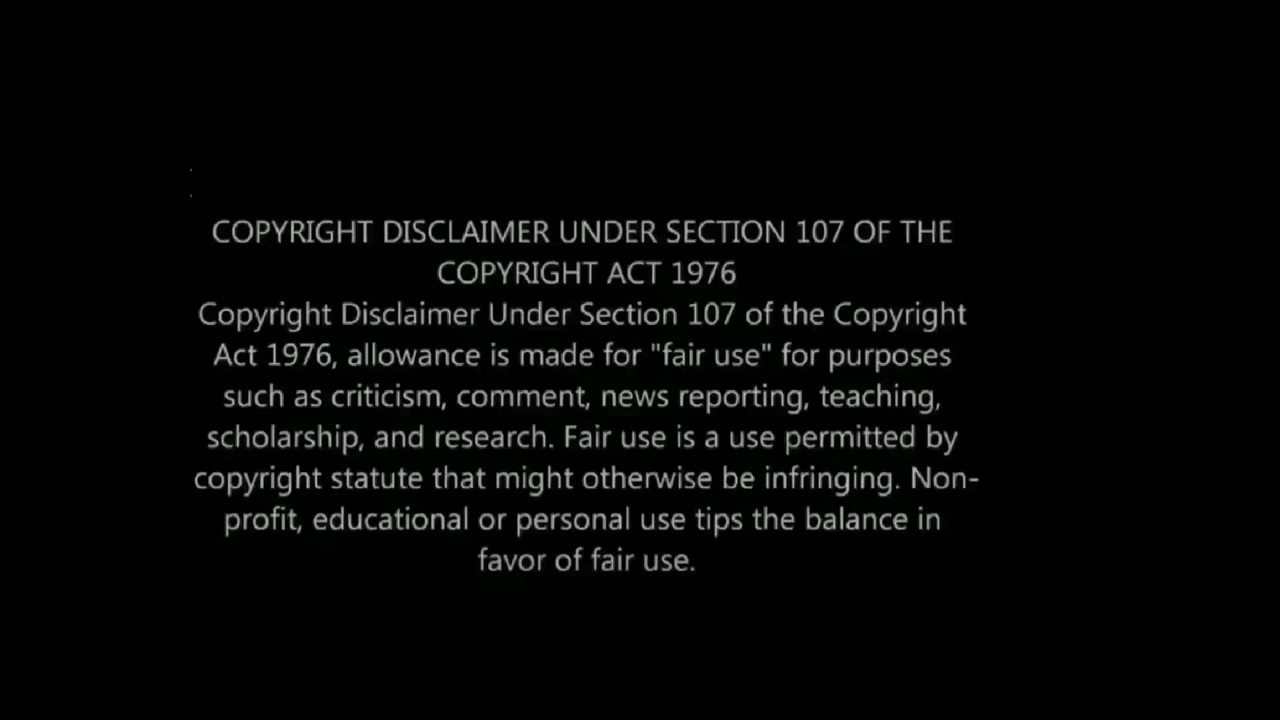 COPYRIGHT DISCLAIMER UNDER SECTION 107 OF THE
COPYRIGHT ACT 1976
Copyright Disclaimer Under Section 107 of the Copyright
Act 1976, allowance is made for "fair use" for purposes
such as criticism, comment, news reporting, teaching,
scholarship, and research. Fair use is a use permitted by
copyright statute that might otherwise be infringing. Non-
profit, educational or personal use tips the balance in
favor of fair use.